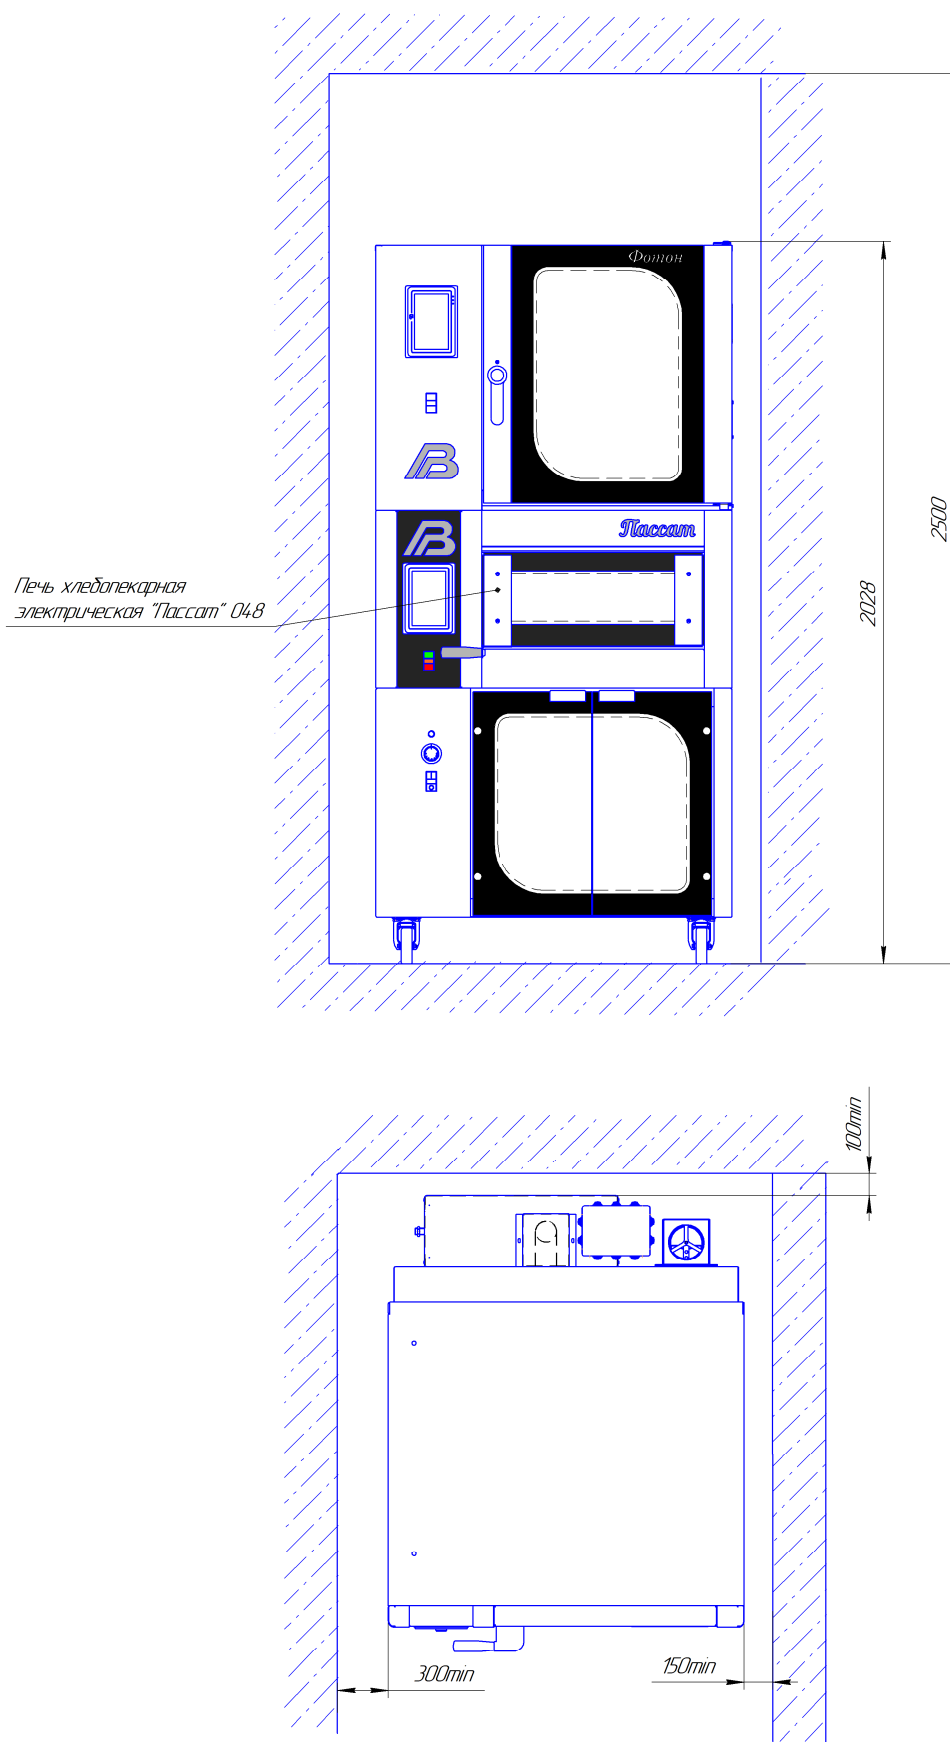 Фотон
Пассат
Печь хлебопекарная
электрическая "Пассат" 048
2500
2028
100min
300min
150min